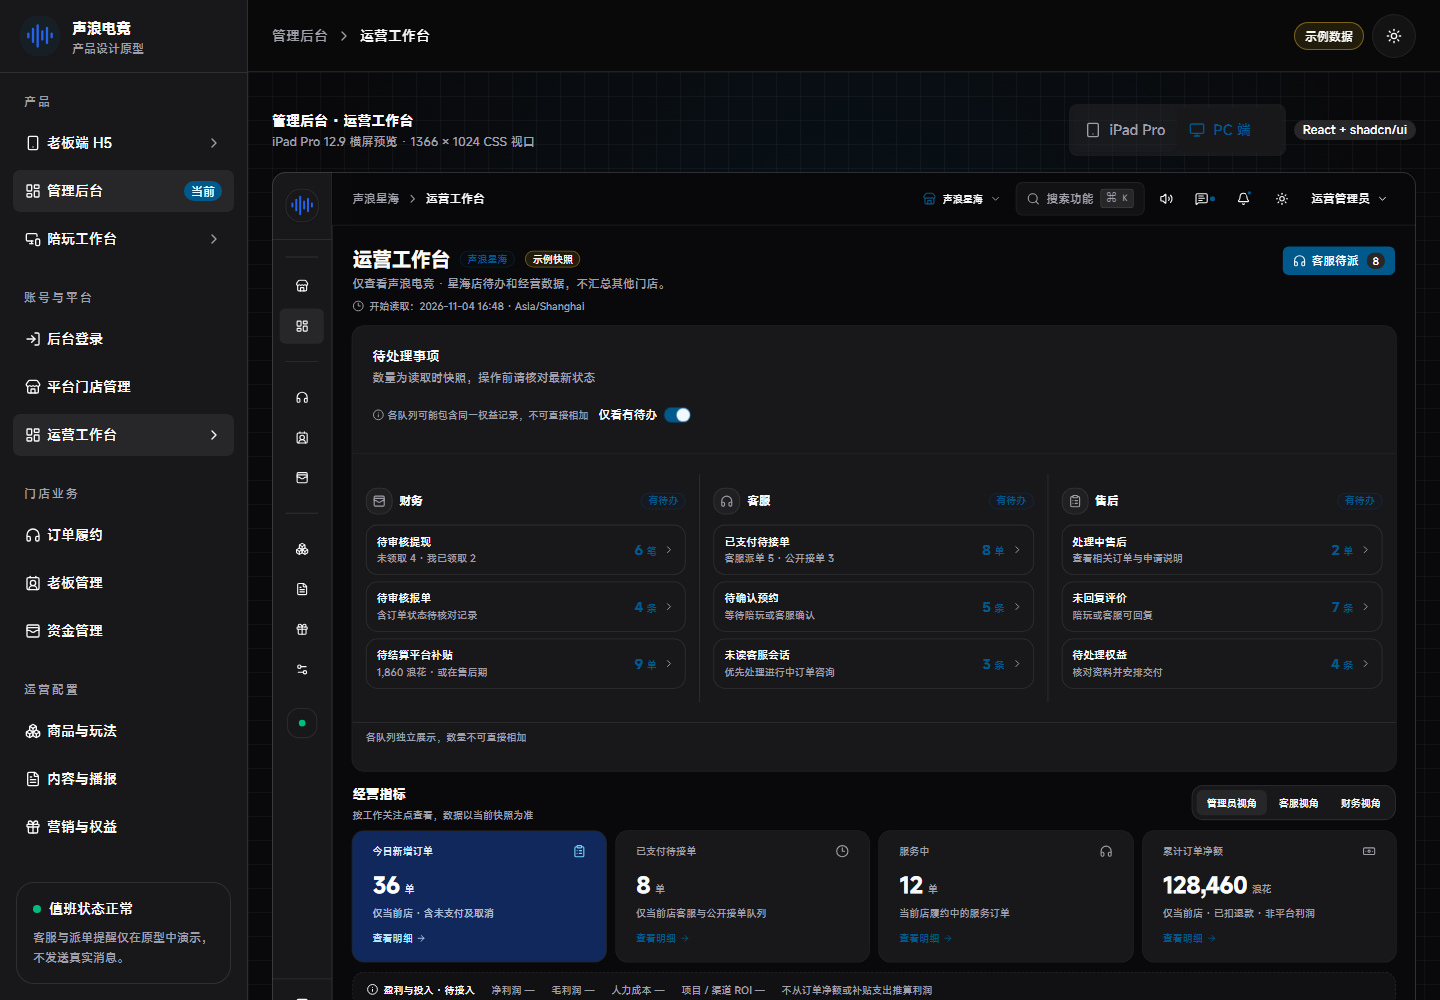 声浪电竞
产品设计原型
产品
老板端 H5
管理后台 当前
陪玩工作台
账号与平台
后台登录
平台门店管理
运营工作台
门店业务
订单履约
老板管理
资金管理
运营配置
商品与玩法
内容与播报
营销与权益
值班状态正常
客服与派单提醒仅在原型中演示，
不发送真实消息。
管理后台 > 运营工作台
示例数据
管理后台 · 运营工作台
iPad Pro 12.9 横屏预览 · 1366 × 1024 CSS 视口
iPad Pro PC 端 React + shadcn/ui
声浪星海 > 运营工作台
声浪星海 搜索功能 ⌘ K 运营管理员
运营工作台 声浪星海 示例快照
客服待派 8
仅查看声浪电竞 · 星海店待办和经营数据，不汇总其他门店。
开始读取：2026-11-04 16:48 · Asia/Shanghai
待处理事项
数量为读取时快照，操作前请核对最新状态
各队列可能包含同一权益记录，不可直接相加 仅看有待办
财务 有待办
待审核提现
未领取 4 · 我已领取 2
6 笔
待审核报单
含订单状态待核对记录
4 条
待结算平台补贴
1,860 浪花 · 或在售后期
9 单
客服 有待办
已支付待接单
客服派单 5 · 公开接单 3
8 单
待确认预约
等待陪玩或客服确认
5 条
未读客服会话
优先处理进行中订单咨询
3 条
售后 有待办
处理中售后
查看相关订单与申请说明
2 单
未回复评价
陪玩或客服可回复
7 条
待处理权益
核对资料并安排交付
4 条
各队列独立展示，数量不可直接相加
经营指标
按工作关注点查看，数据以当前快照为准
管理员视角 客服视角 财务视角
今日新增订单
36 单
仅当前店 · 含未支付及取消
查看明细 →
已支付待接单
8 单
仅当前店客服与公开接单队列
查看明细 →
服务中
12 单
当前店履约中的服务订单
查看明细 →
累计订单净额
128,460 浪花
仅当前店 · 已扣退款 · 非平台利润
查看明细 →
盈利与投入 · 待接入 净利润 — 毛利润 — 人力成本 — 项目 / 渠道 ROI — 不从订单净额或补贴支出推算利润